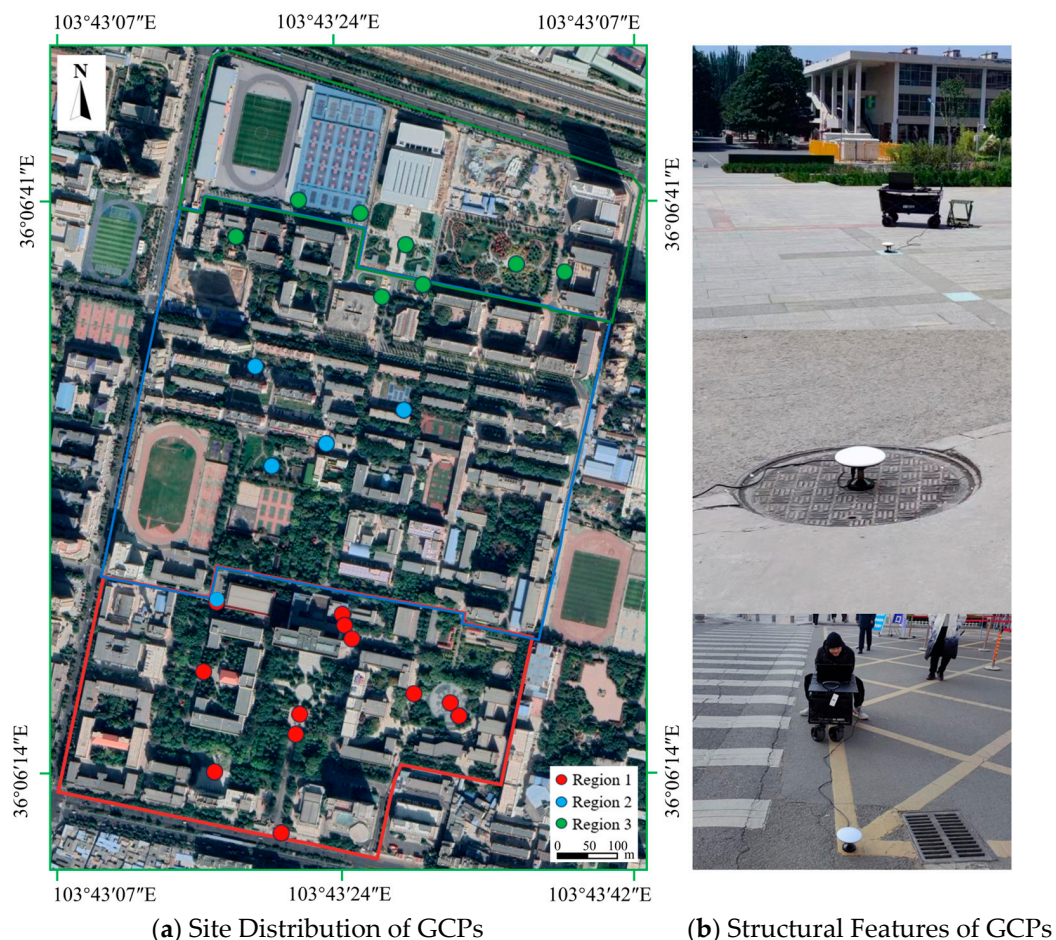 103°43′07″E 103°43′24″E 103°43′07″E
N
36°06′41″E
36°06′41″E
36°06′14″E
36°06′14″E
Region 1
Region 2
Region 3
0 50 100
m
103°43′07″E 103°43′24″E 103°43′42″E
(a) Site Distribution of GCPs (b) Structural Features of GCPs